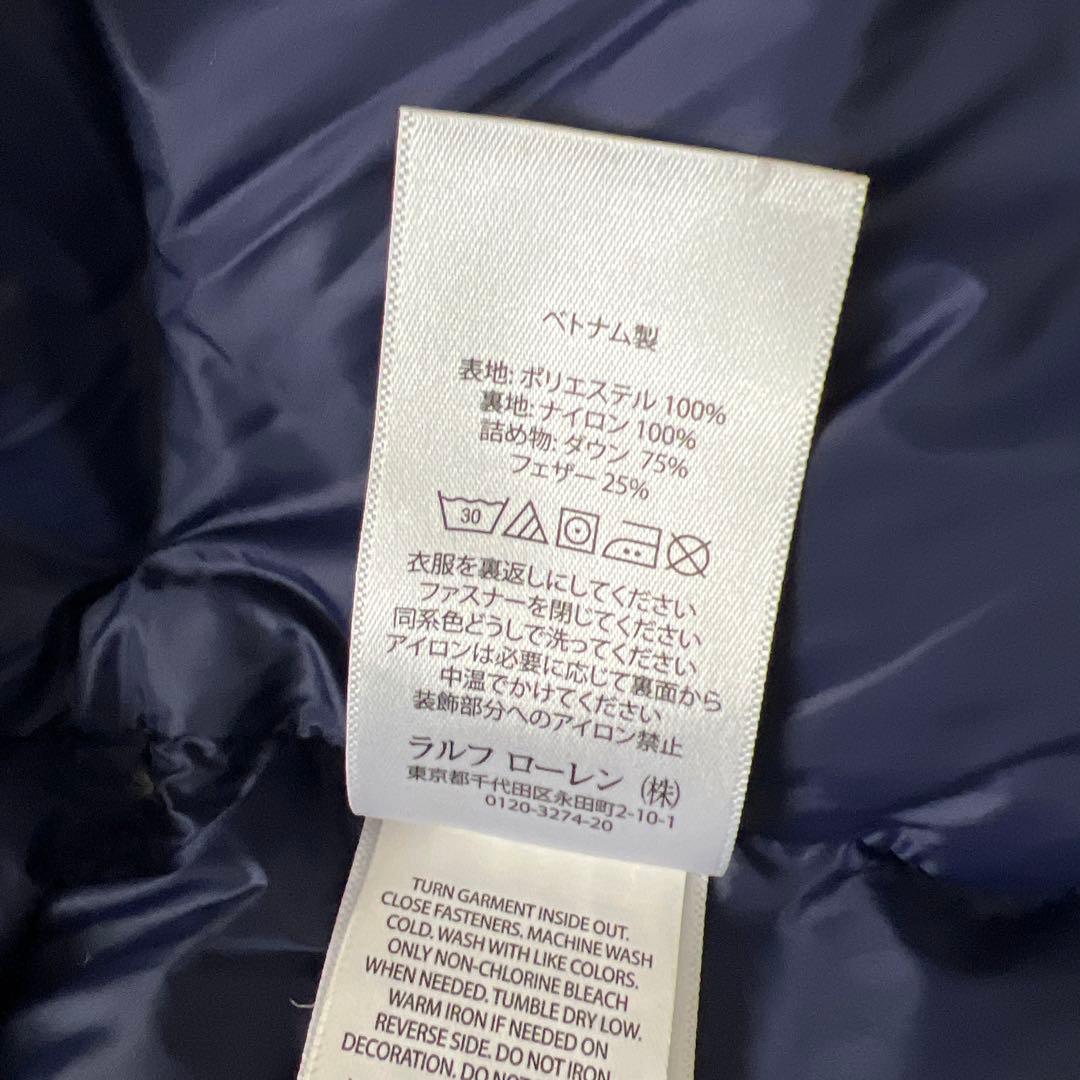 ベトナム製
表地: ポリエステル 100%
裏地: ナイロン 100%
詰め物: ダウン 75%
フェザー 25%
30
衣服を裏返しにしてください
ファスナーを閉じてください
同系色どうしで洗ってください
アイロンは必要に応じて裏面から
中温でかけてください
装飾部分へのアイロン禁止
ラルフ ローレン (株)
東京都千代田区永田町2-10-1
0120-3274-20
TURN GARMENT INSIDE OUT.
CLOSE FASTENERS. MACHINE WASH
COLD. WASH WITH LIKE COLORS.
ONLY NON-CHLORINE BLEACH
WHEN NEEDED. TUMBLE DRY LOW.
WARM IRON IF NEEDED ON
REVERSE SIDE. DO NOT IRON
DECORATION. DO NOT